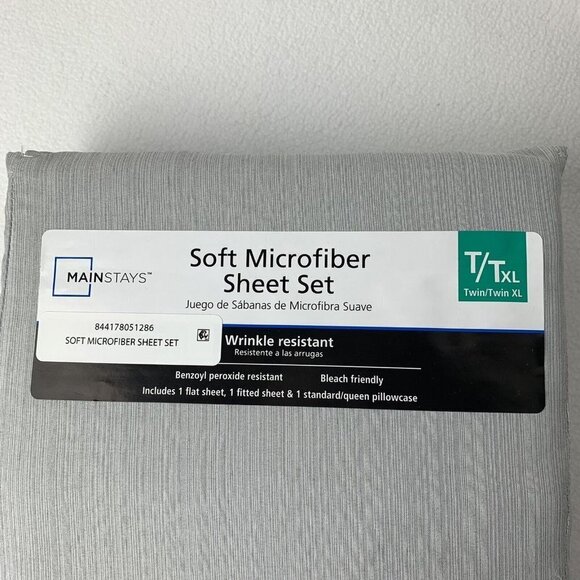 MAINSTAYS™
Soft Microfiber
Sheet Set
Juego de Sábanas de Microfibra Suave
T/TXL
Twin/Twin XL
844178051286
SOFT MICROFIBER SHEET SET
Wrinkle resistant
Resistente a las arrugas
Benzoyl peroxide resistant Bleach friendly
Includes 1 flat sheet, 1 fitted sheet & 1 standard/queen pillowcase